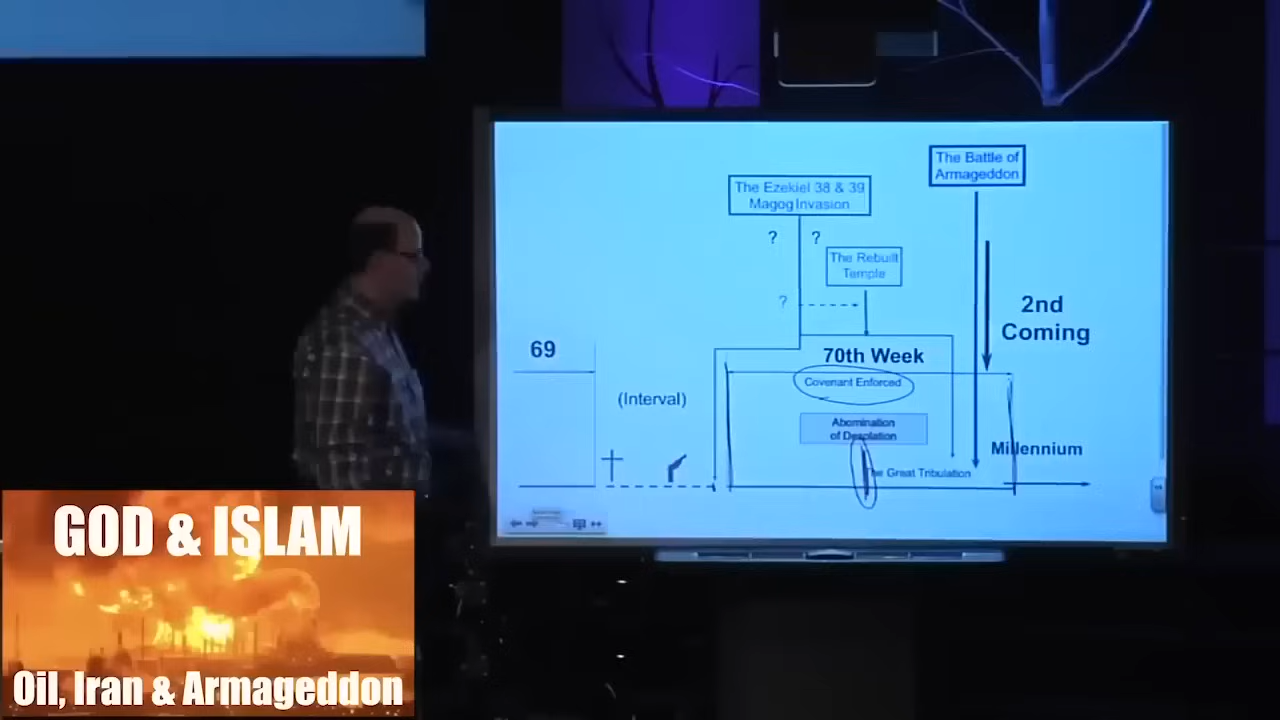 The Battle of
Armageddon
The Ezekiel 38 & 39
Magog Invasion
?
?
The Rebuilt
Temple
?
2nd
Coming
69
70th Week
Covenant Enforced
(Interval)
Abomination
of Desolation
Millennium
The Great Tribulation
GOD & ISLAM
Oil, Iran & Armageddon